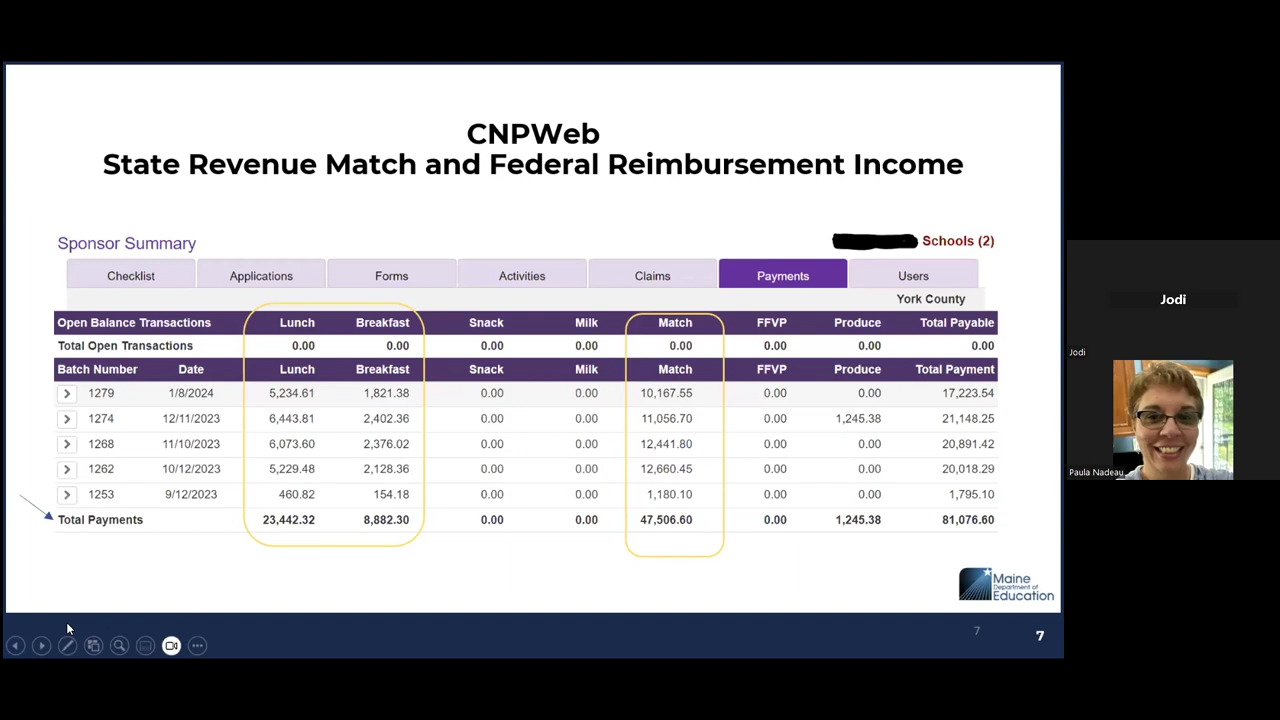 CNPWeb
State Revenue Match and Federal Reimbursement Income
Sponsor Summary
Schools (2)
Checklist Applications Forms Activities Claims Payments Users
York County
Open Balance Transactions Lunch Breakfast Snack Milk Match FFVP Produce Total Payable
Total Open Transactions 0.00 0.00 0.00 0.00 0.00 0.00 0.00 0.00
Batch Number Date Lunch Breakfast Snack Milk Match FFVP Produce Total Payment
1279 1/8/2024 5,234.61 1,821.38 0.00 0.00 10,167.55 0.00 0.00 17,223.54
1274 12/11/2023 6,443.81 2,402.36 0.00 0.00 11,056.70 0.00 1,245.38 21,148.25
1268 11/10/2023 6,073.60 2,376.02 0.00 0.00 12,441.80 0.00 0.00 20,891.42
1262 10/12/2023 5,229.48 2,128.36 0.00 0.00 12,660.45 0.00 0.00 20,018.29
1253 9/12/2023 460.82 154.18 0.00 0.00 1,180.10 0.00 0.00 1,795.10
Total Payments 23,442.32 8,882.30 0.00 0.00 47,506.60 0.00 1,245.38 81,076.60
Maine
Department of
Education
7
7
Jodi
Jodi
Paula Nadeau